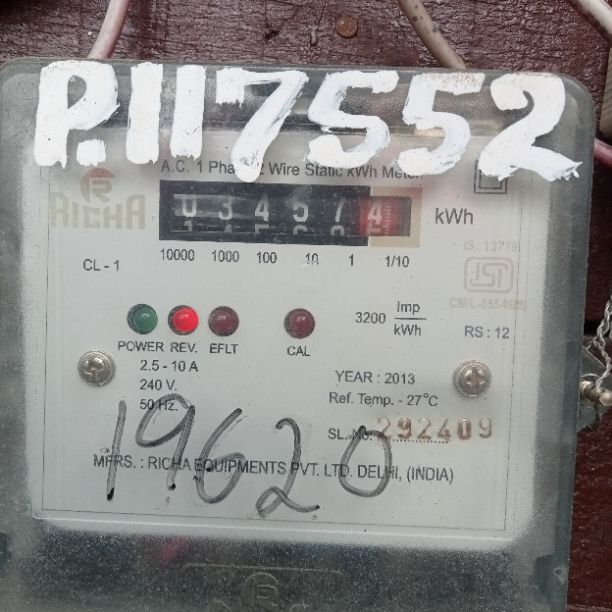 P.117552
A.C. 1 Phase 2 Wire Static kWh Meter
RICHA
0 3 4 5 7 4 kWh
IS : 13779
CL - 1
10000 1000 100 10 1 1/10
ISI
3200 Imp/kWh
RS : 12
POWER REV. EFLT CAL
2.5 - 10 A
240 V.
50 Hz.
YEAR : 2013
Ref. Temp. - 27°C
SL. No. 292409
19620
MFRS. : RICHA EQUIPMENTS PVT. LTD. DELHI, (INDIA)